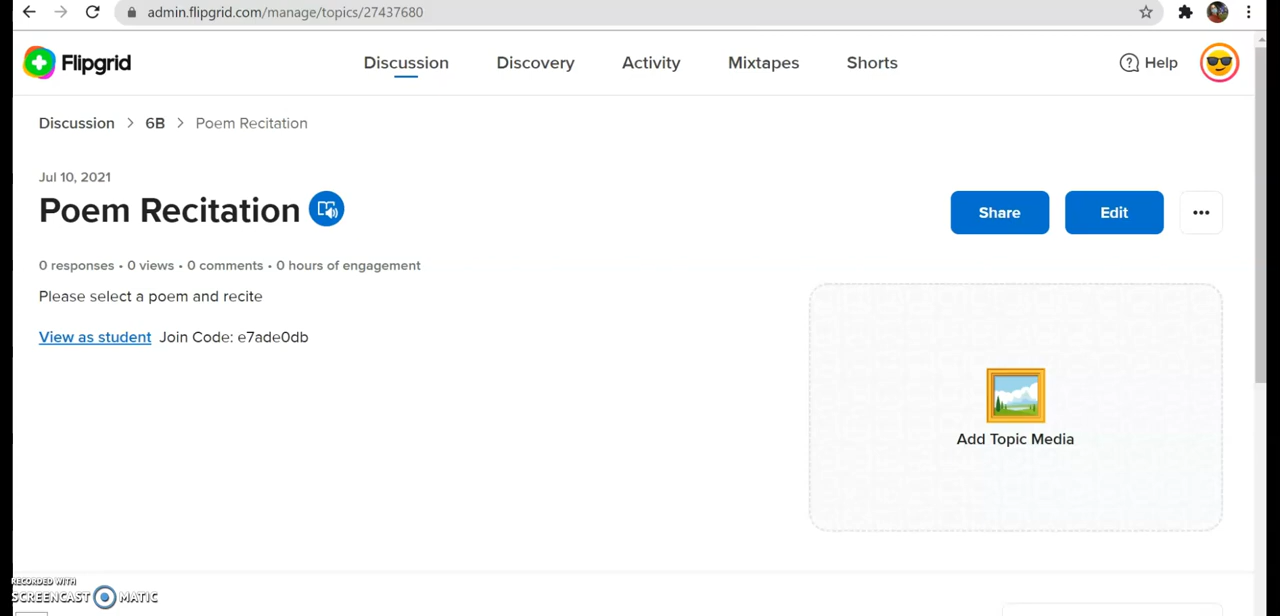 admin.flipgrid.com/manage/topics/27437680
Flipgrid Discussion Discovery Activity Mixtapes Shorts Help
Discussion > 6B > Poem Recitation
Jul 10, 2021
Poem Recitation
Share Edit
0 responses • 0 views • 0 comments • 0 hours of engagement
Please select a poem and recite
View as student Join Code: e7ade0db
Add Topic Media
RECORDED WITH
SCREENCAST MATIC